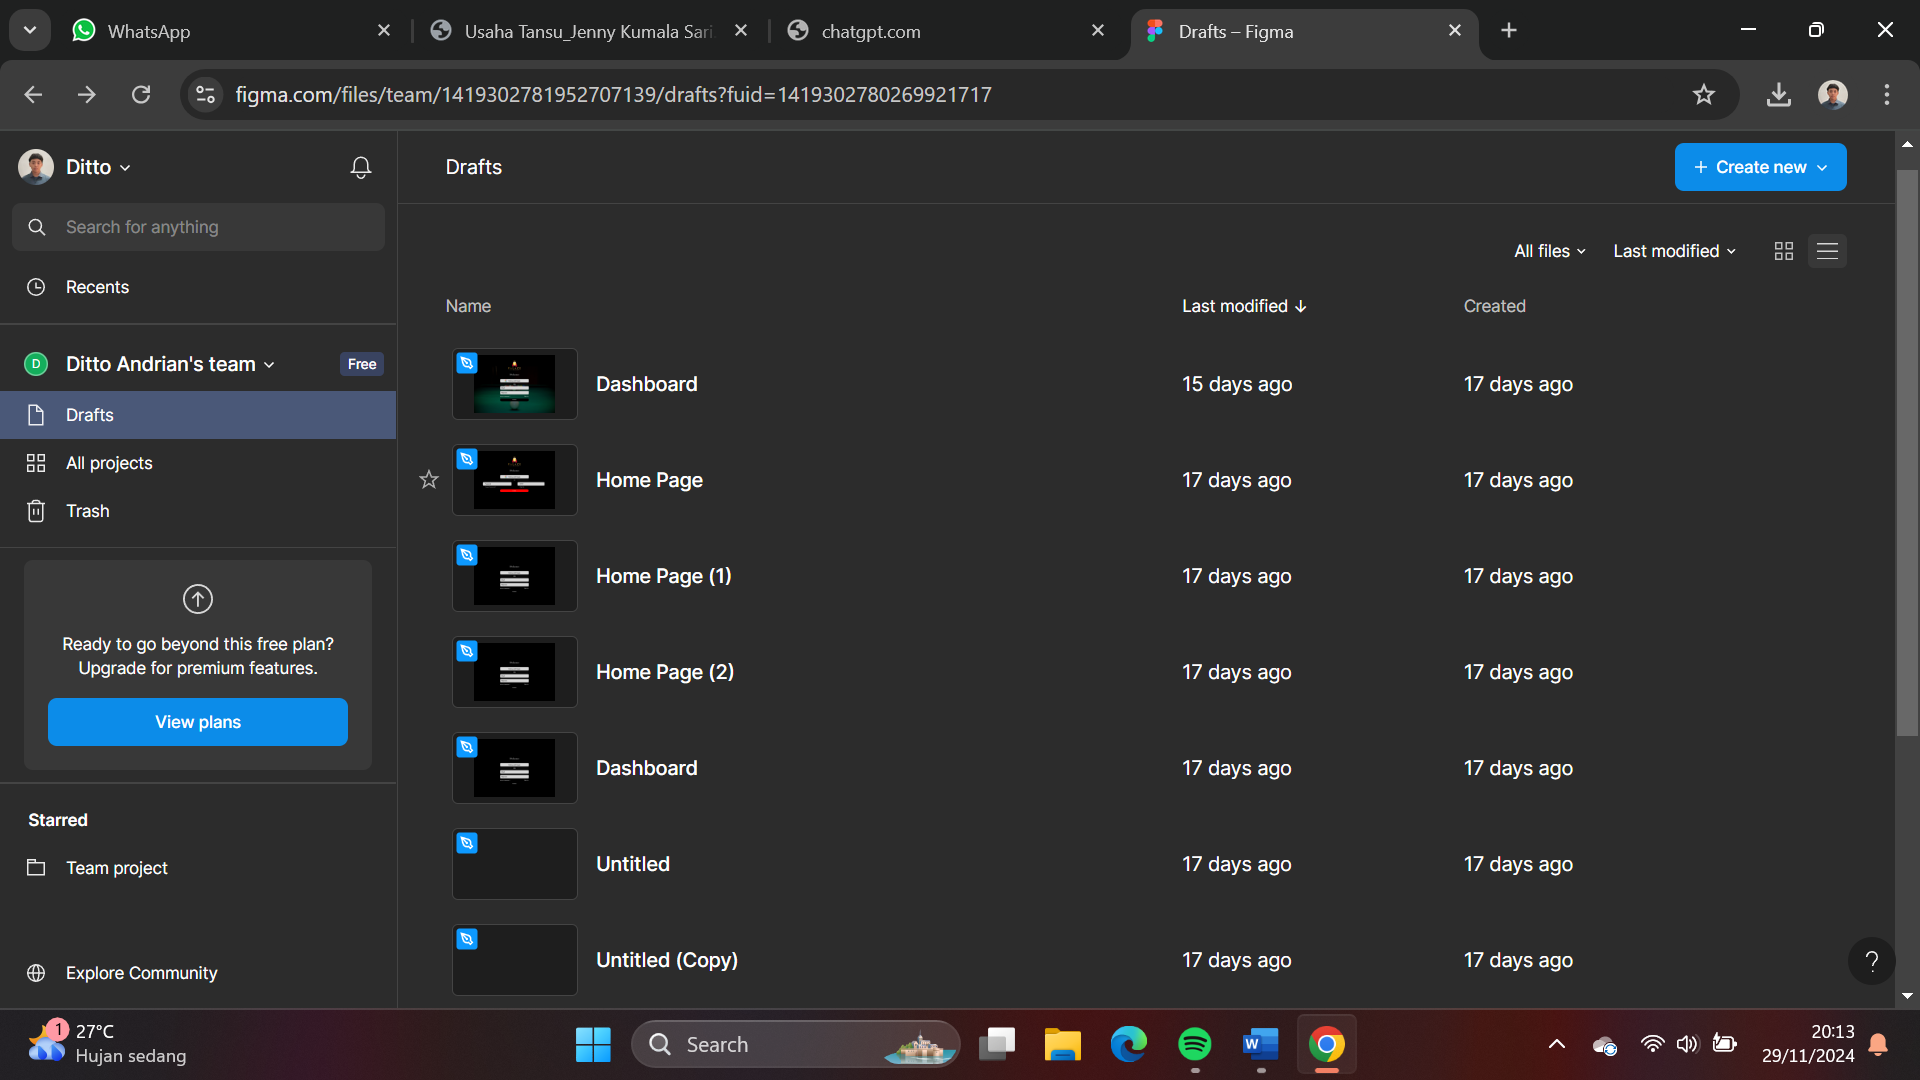 WhatsApp
Usaha Tansu_Jenny Kumala Sari
chatgpt.com
Drafts – Figma
figma.com/files/team/1419302781952707139/drafts?fuid=1419302780269921717
Ditto
Search for anything
Recents
D Ditto Andrian's team Free
Drafts
All projects
Trash
Ready to go beyond this free plan?
Upgrade for premium features.
View plans
Starred
Team project
Explore Community
Drafts
+ Create new
All files Last modified
Name Last modified ↓ Created
Dashboard 15 days ago 17 days ago
Home Page 17 days ago 17 days ago
Home Page (1) 17 days ago 17 days ago
Home Page (2) 17 days ago 17 days ago
Dashboard 17 days ago 17 days ago
Untitled 17 days ago 17 days ago
Untitled (Copy) 17 days ago 17 days ago
?
1
27°C
Hujan sedang
Search
W
20:13
29/11/2024